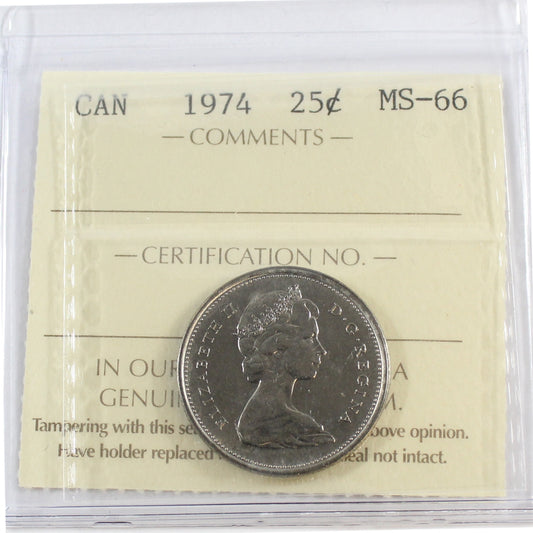 CAN 1974 25¢ MS-66
— COMMENTS —
— CERTIFICATION NO. —
IN OUR A
GENUI M.
Tampering with this se ove opinion.
Have holder replaced eal not intact.
ELIZABETH II D·G·REGINA